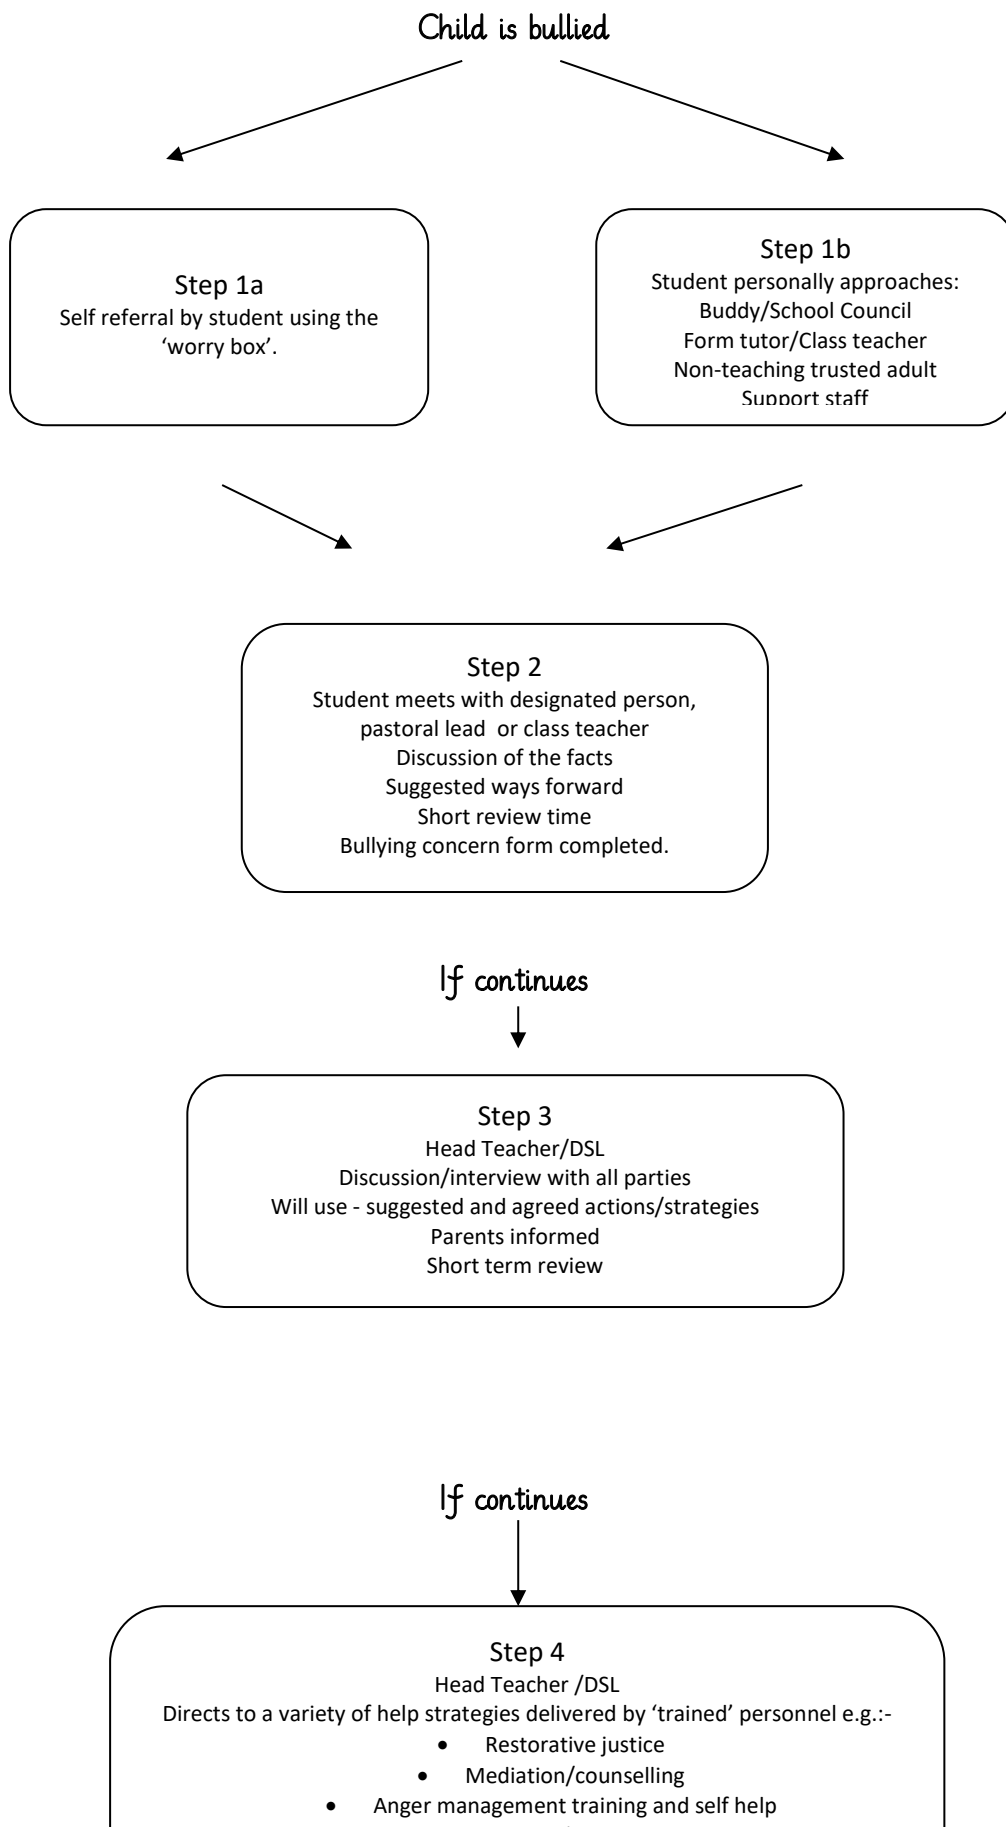 Child is bullied
Step 1a
Self referral by student using the
‘worry box’.
Step 1b
Student personally approaches:
Buddy/School Council
Form tutor/Class teacher
Non-teaching trusted adult
Support staff
Step 2
Student meets with designated person,
pastoral lead  or class teacher
Discussion of the facts
Suggested ways forward
Short review time
Bullying concern form completed.
If continues
Step 3
Head Teacher/DSL
Discussion/interview with all parties
Will use - suggested and agreed actions/strategies
Parents informed
Short term review
If continues
Step 4
Head Teacher /DSL
Directs to a variety of help strategies delivered by ‘trained’ personnel e.g.:-
• Restorative justice
• Mediation/counselling
• Anger management training and self help